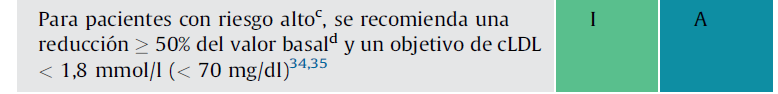 Para pacientes con riesgo altoᶜ, se recomienda una I A
reducción ≥ 50% del valor basalᵈ y un objetivo de cLDL
< 1,8 mmol/l (< 70 mg/dl)³⁴,³⁵